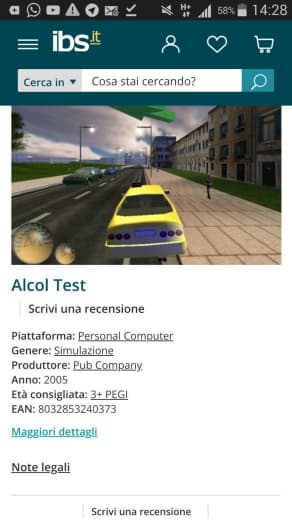 58% 14:28
ibs.it
Cerca in ▼ Cosa stai cercando?
Alcol Test
Scrivi una recensione
Piattaforma: Personal Computer
Genere: Simulazione
Produttore: Pub Company
Anno: 2005
Età consigliata: 3+ PEGI
EAN: 8032853240373
Maggiori dettagli
Note legali
Scrivi una recensione